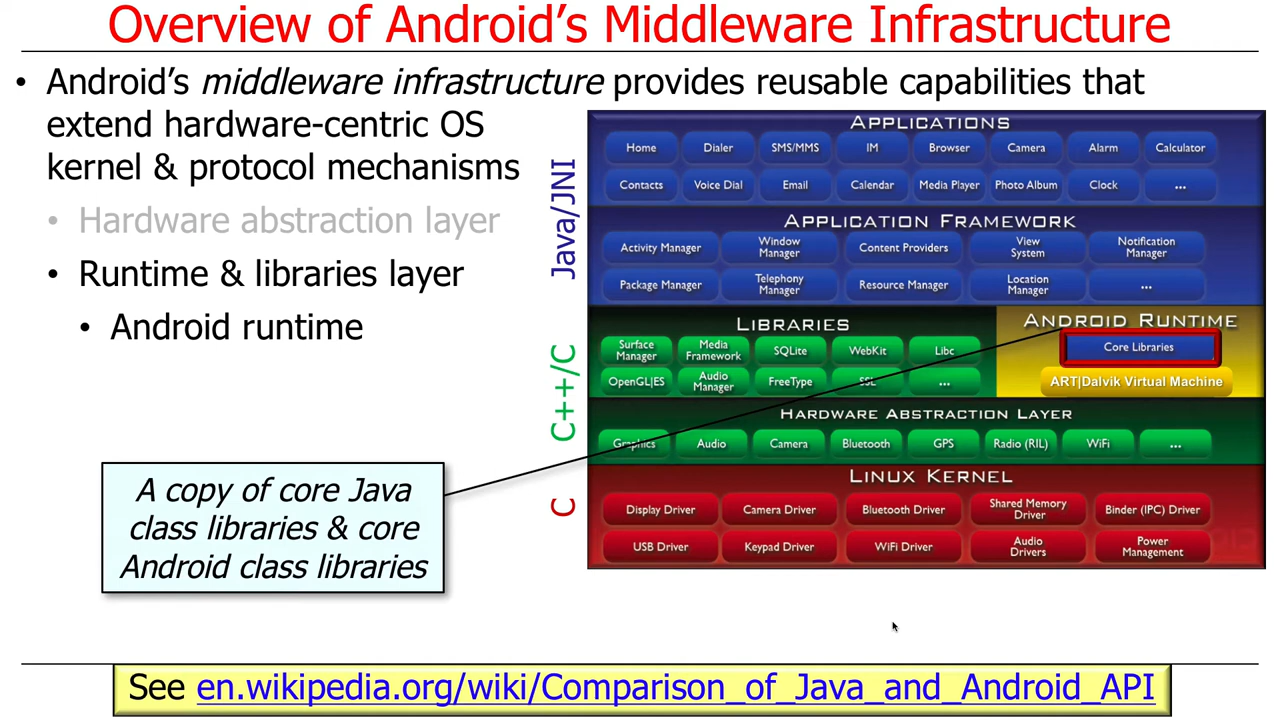 Overview of Android's Middleware Infrastructure
• Android's middleware infrastructure provides reusable capabilities that
extend hardware-centric OS
kernel & protocol mechanisms
• Hardware abstraction layer
• Runtime & libraries layer
• Android runtime
A copy of core Java
class libraries & core
Android class libraries
Java/JNI
C++/C
C
APPLICATIONS
Home Dialer SMS/MMS IM Browser Camera Alarm Calculator
Contacts Voice Dial Email Calendar Media Player Photo Album Clock ...
APPLICATION FRAMEWORK
Activity Manager Window Manager Content Providers View System Notification Manager
Package Manager Telephony Manager Resource Manager Location Manager ...
LIBRARIES
Surface Manager Media Framework SQLite WebKit Libc
OpenGL|ES Audio Manager FreeType SSL ...
ANDROID RUNTIME
Core Libraries
ART|Dalvik Virtual Machine
HARDWARE ABSTRACTION LAYER
Graphics Audio Camera Bluetooth GPS Radio (RIL) WiFi ...
LINUX KERNEL
Display Driver Camera Driver Bluetooth Driver Shared Memory Driver Binder (IPC) Driver
USB Driver Keypad Driver WiFi Driver Audio Drivers Power Management
See en.wikipedia.org/wiki/Comparison_of_Java_and_Android_API